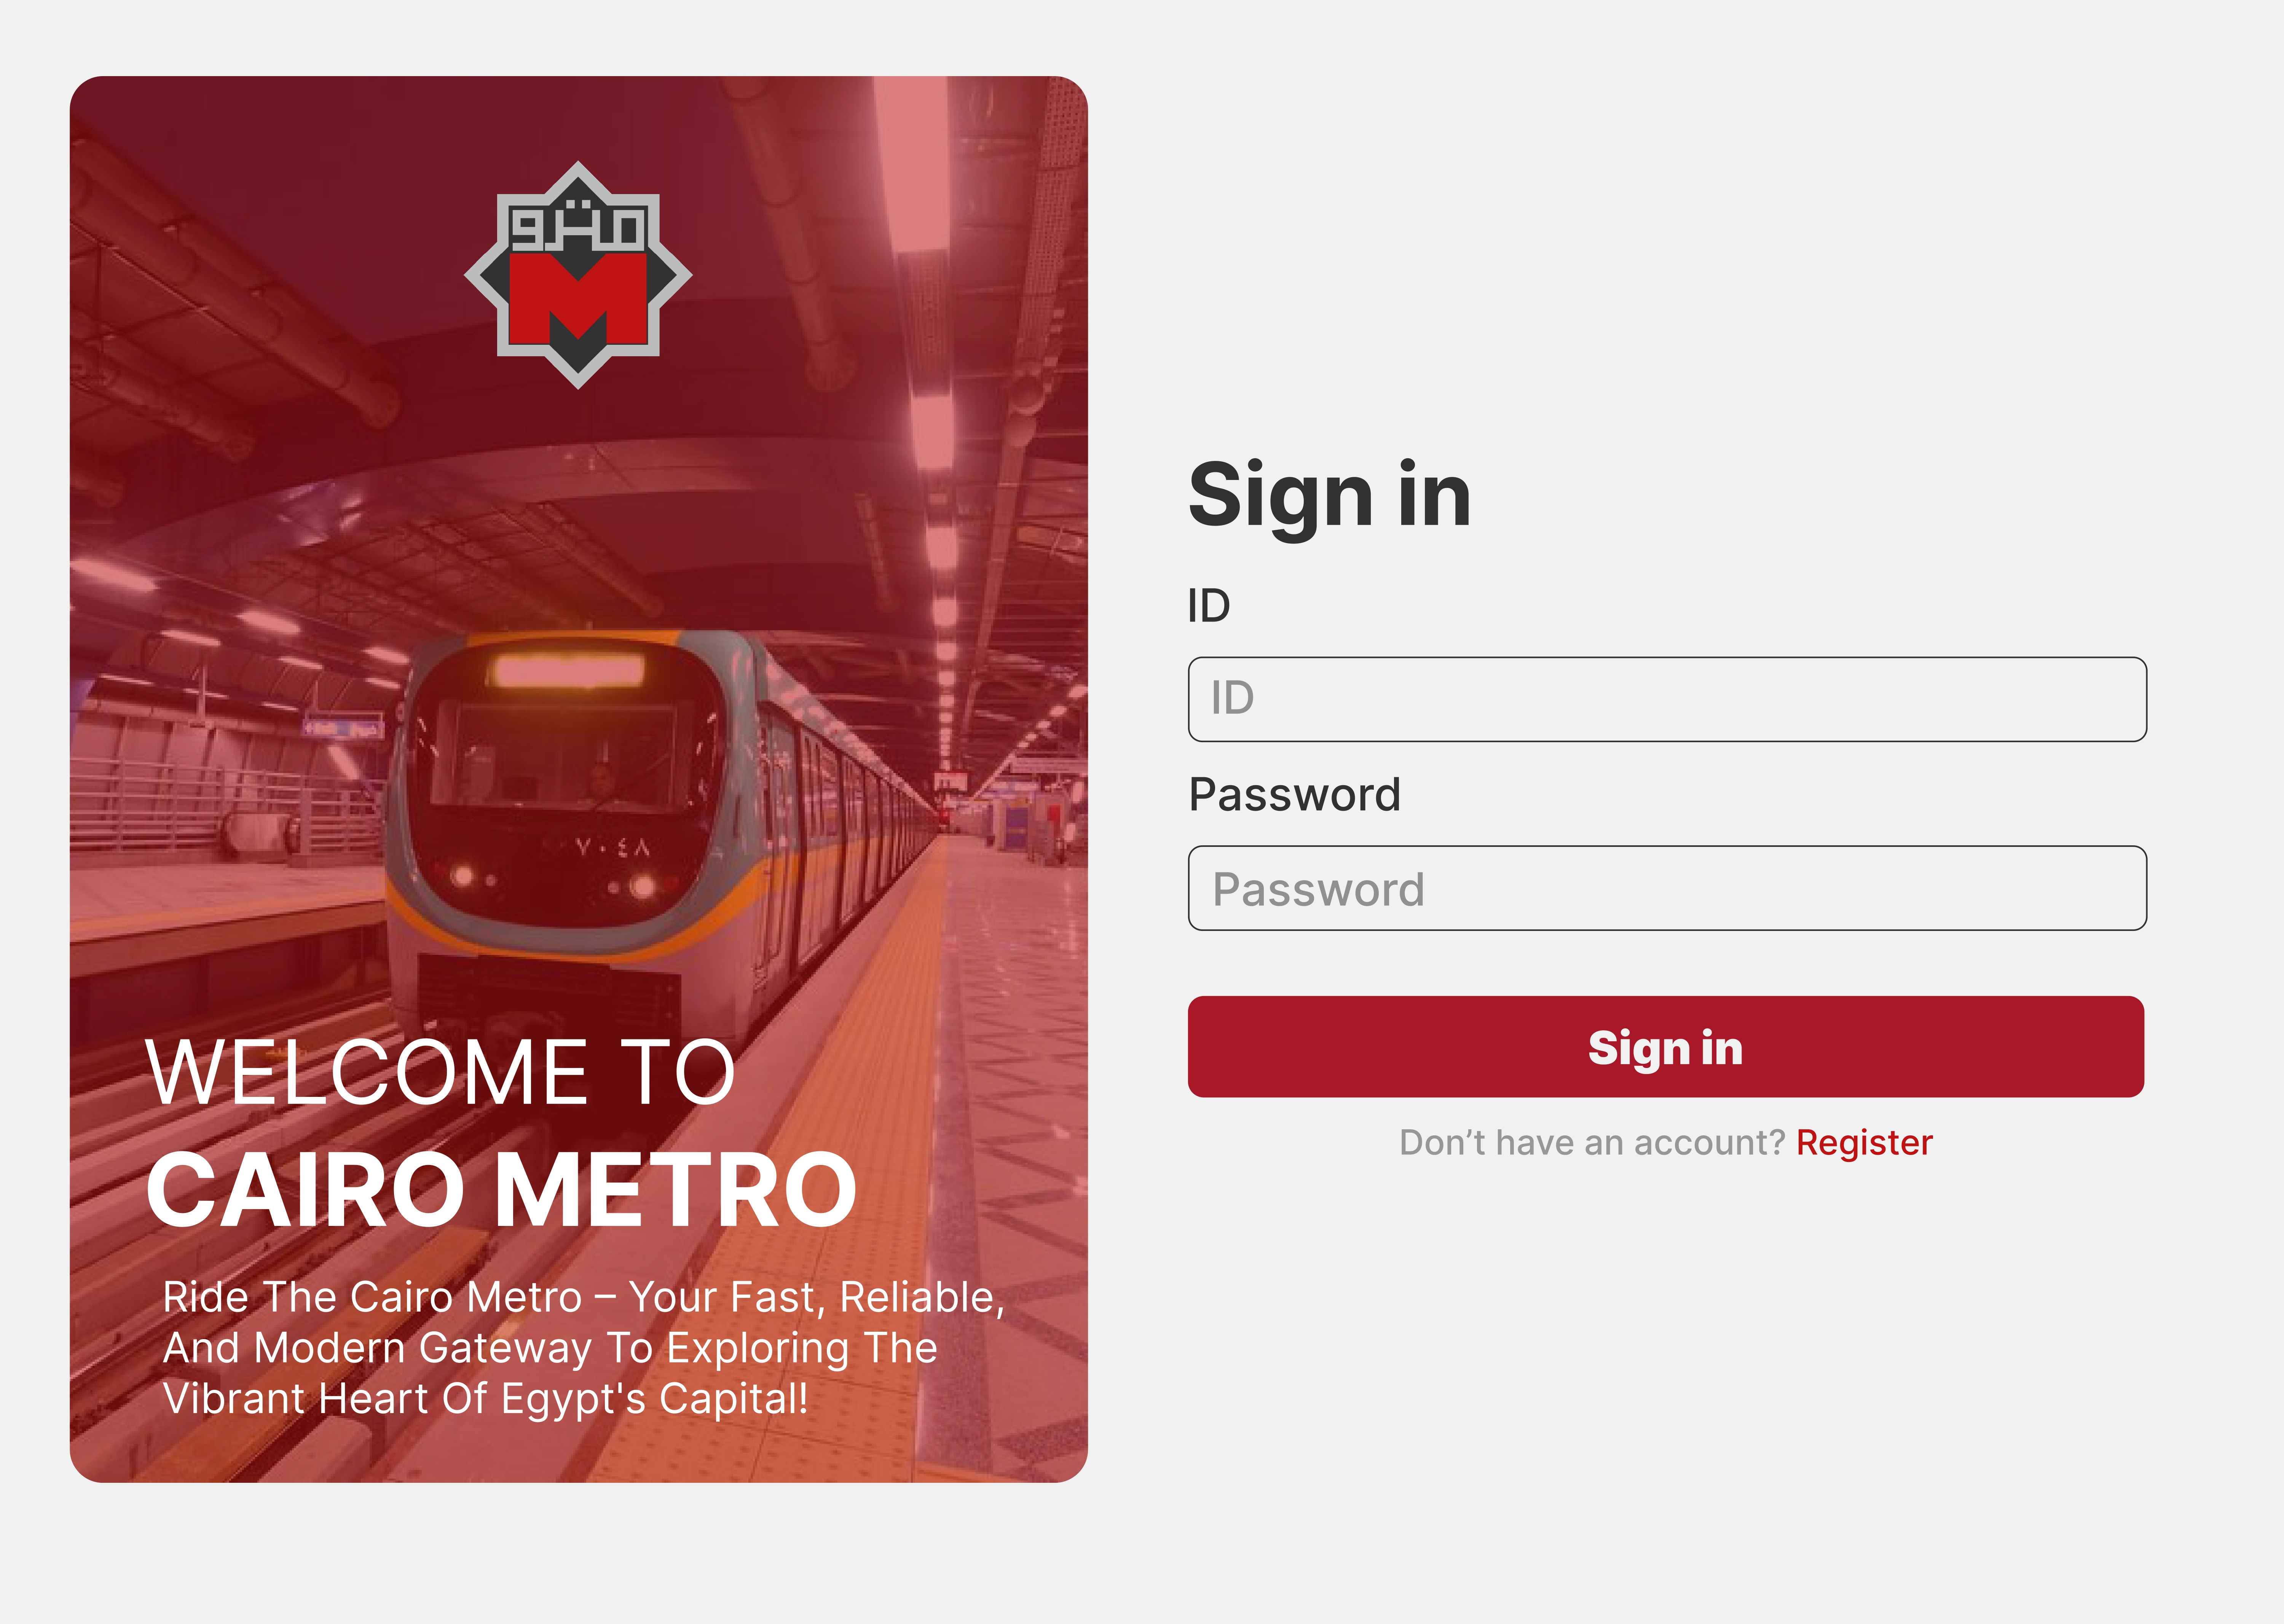 مترو
M
٧٠٤٨
WELCOME TO
CAIRO METRO
Ride The Cairo Metro – Your Fast, Reliable,
And Modern Gateway To Exploring The
Vibrant Heart Of Egypt's Capital!
Sign in
ID
ID
Password
Password
Sign in
Don’t have an account? Register